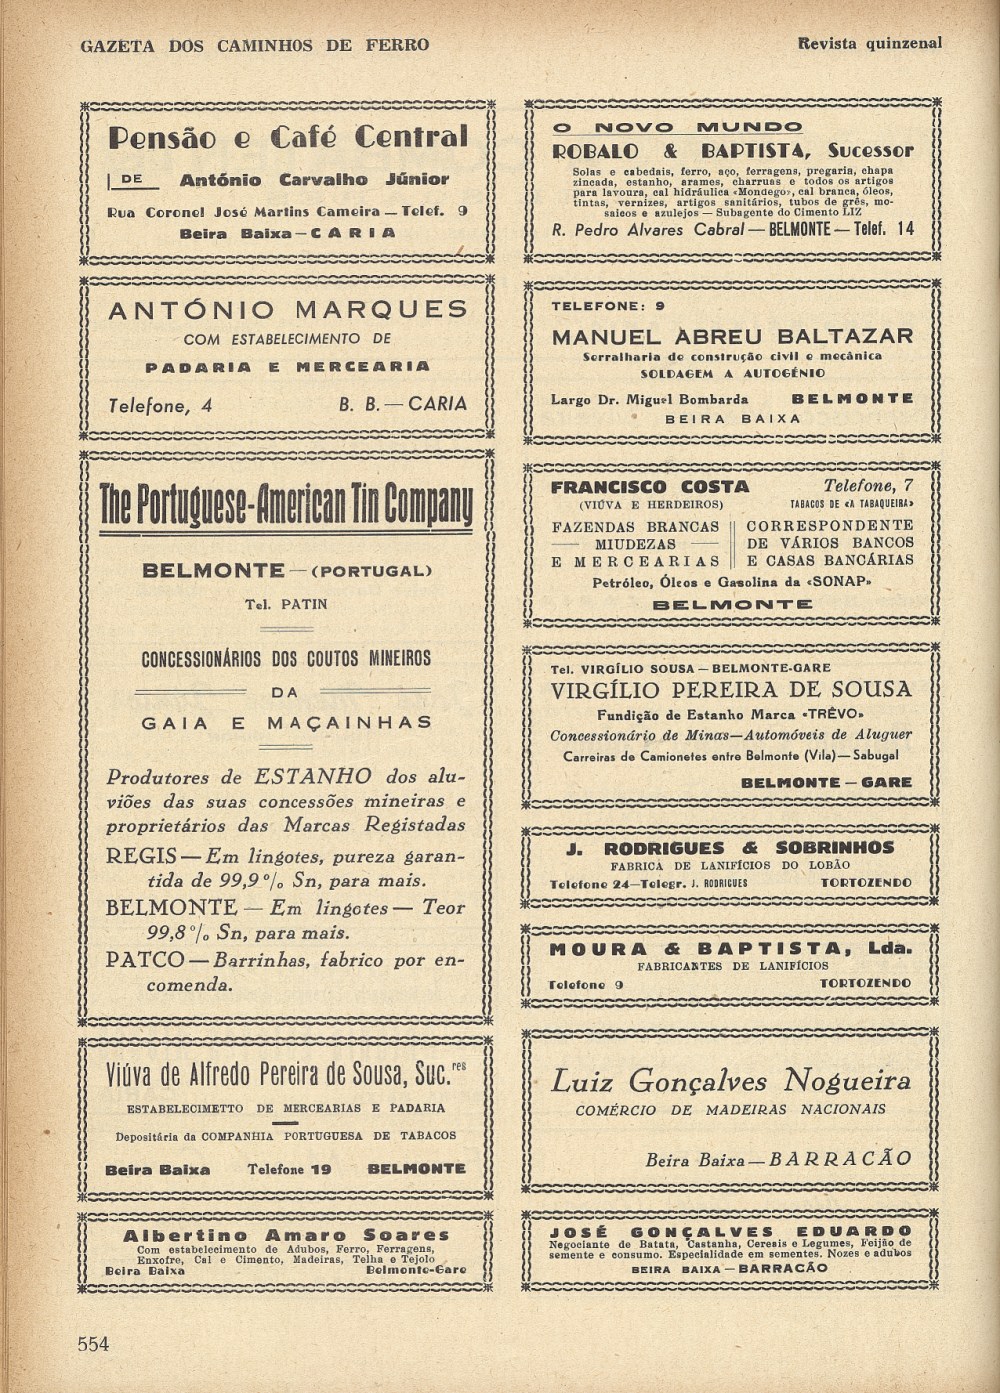 GAZETA DOS CAMINHOS DE FERRO
Revista quinzenal
Pensão e Café Central
DE António Carvalho Júnior
Rua Coronel José Martins Cameira — Telef. 9
Beira Baixa — CARIA
ANTÓNIO MARQUES
COM ESTABELECIMENTO DE
PADARIA E MERCEARIA
Telefone, 4 B. B. — CARIA
The Portuguese-American Tin Company
BELMONTE — (PORTUGAL)
Tel. PATIN
CONCESSIONÁRIOS DOS COUTOS MINEIROS
DA
GAIA E MAÇAINHAS
Produtores de ESTANHO dos alu-
viões das suas concessões mineiras e
proprietários das Marcas Registadas
REGIS — Em lingotes, pureza garan-
tida de 99,9 % Sn, para mais.
BELMONTE — Em lingotes — Teor
99,8 % Sn, para mais.
PATCO — Barrinhas, fabrico por en-
comenda.
Viúva de Alfredo Pereira de Sousa, Suc.res
ESTABELECIMETTO DE MERCEARIAS E PADARIA
Depositária da COMPANHIA PORTUGUESA DE TABACOS
Beira Baixa Telefone 19 BELMONTE
Albertino Amaro Soares
Com estabelecimento de Adubos, Ferro, Ferragens,
Enxofre, Cal e Cimento, Madeiras, Telha e Tejolo
Beira Baixa Belmonte-Gare
O NOVO MUNDO
ROBALO & BAPTISTA, Sucessor
Solas e cabedais, ferro, aço, ferragens, pregaria, chapa
zincada, estanho, arames, charruas e todos os artigos
para lavoura, cal hidráulica «Mondego», cal branca, óleos,
tintas, vernizes, artigos sanitários, tubos de grês, mo-
saicos e azulejos — Subagente do Cimento LIZ
R. Pedro Alvares Cabral — BELMONTE — Telef. 14
TELEFONE: 9
MANUEL ABREU BALTAZAR
Serralharia de construção civil e mecânica
SOLDAGEM A AUTOGÉNIO
Largo Dr. Miguel Bombarda BELMONTE
BEIRA BAIXA
FRANCISCO COSTA Telefone, 7
(VIÚVA E HERDEIROS) TABACOS DE «A TABAQUEIRA»
FAZENDAS BRANCAS
— MIUDEZAS —
E MERCEARIAS
CORRESPONDENTE
DE VÁRIOS BANCOS
E CASAS BANCÁRIAS
Petróleo, Óleos e Gasolina da «SONAP»
BELMONTE
Tel. VIRGÍLIO SOUSA — BELMONTE-GARE
VIRGÍLIO PEREIRA DE SOUSA
Fundição de Estanho Marca «TRÊVO»
Concessionário de Minas — Automóveis de Aluguer
Carreiras de Camionetes entre Belmonte (Vila) — Sabugal
BELMONTE — GARE
J. RODRIGUES & SOBRINHOS
FABRICA DE LANIFÍCIOS DO LOBÃO
Telefone 24 — Telegr. J. RODRIGUES TORTOZENDO
MOURA & BAPTISTA, Lda.
FABRICANTES DE LANIFÍCIOS
Telefone 9 TORTOZENDO
Luiz Gonçalves Nogueira
COMÉRCIO DE MADEIRAS NACIONAIS
Beira Baixa — BARRACÃO
JOSÉ GONÇALVES EDUARDO
Negociante de Batata, Castanha, Cereais e Legumes, Feijão de
semente e consumo. Especialidade em sementes. Nozes e adubos
BEIRA BAIXA — BARRACÃO
554